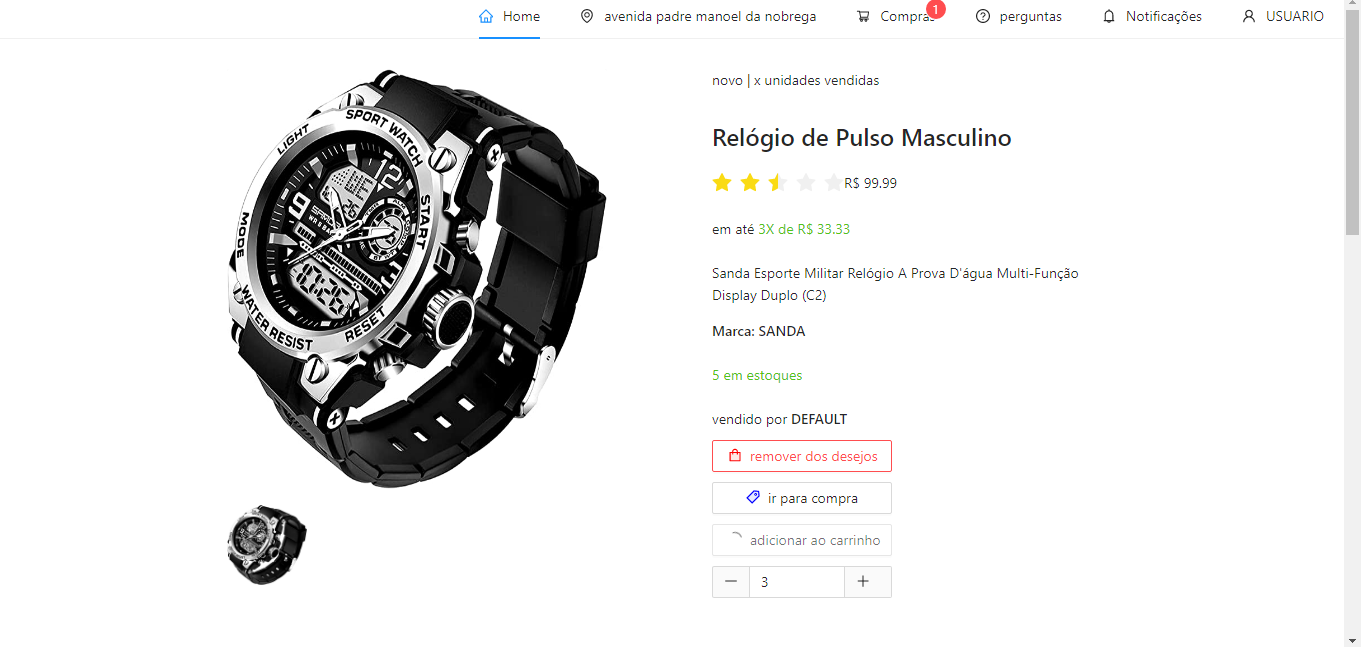 Home
avenida padre manoel da nobrega
Compras
1
perguntas
Notificações
USUARIO
LIGHT
SPORT WATCH
START
MODE
WATER RESIST
RESET
12
9
novo | x unidades vendidas
Relógio de Pulso Masculino
R$ 99.99
em até 3X de R$ 33.33
Sanda Esporte Militar Relógio A Prova D'água Multi-Função
Display Duplo (C2)
Marca: SANDA
5 em estoques
vendido por DEFAULT
remover dos desejos
ir para compra
adicionar ao carrinho
3